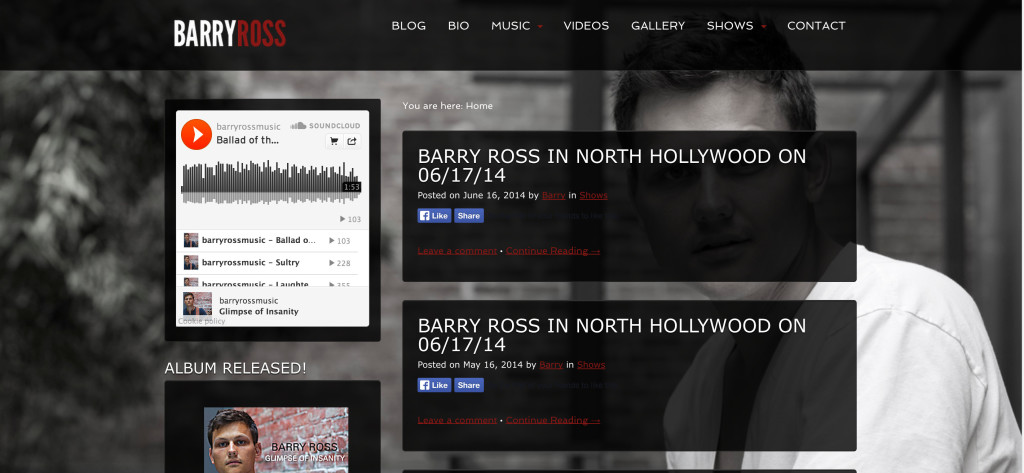 BARRYROSS
BLOG BIO MUSIC VIDEOS GALLERY SHOWS CONTACT
barryrossmusic SOUNDCLOUD
Ballad of th...
1:53
103
barryrossmusic – Ballad o... 103
barryrossmusic – Sultry 228
barryrossmusic – Laughte 355
barryrossmusic
Glimpse of Insanity
Cookie policy
ALBUM RELEASED!
BARRY ROSS
GLIMPSE OF INSANITY
You are here: Home
BARRY ROSS IN NORTH HOLLYWOOD ON
06/17/14
Posted on June 16, 2014 by Barry in Shows
Like Share
Leave a comment • Continue Reading →
BARRY ROSS IN NORTH HOLLYWOOD ON
06/17/14
Posted on May 16, 2014 by Barry in Shows
Like Share
Leave a comment • Continue Reading →